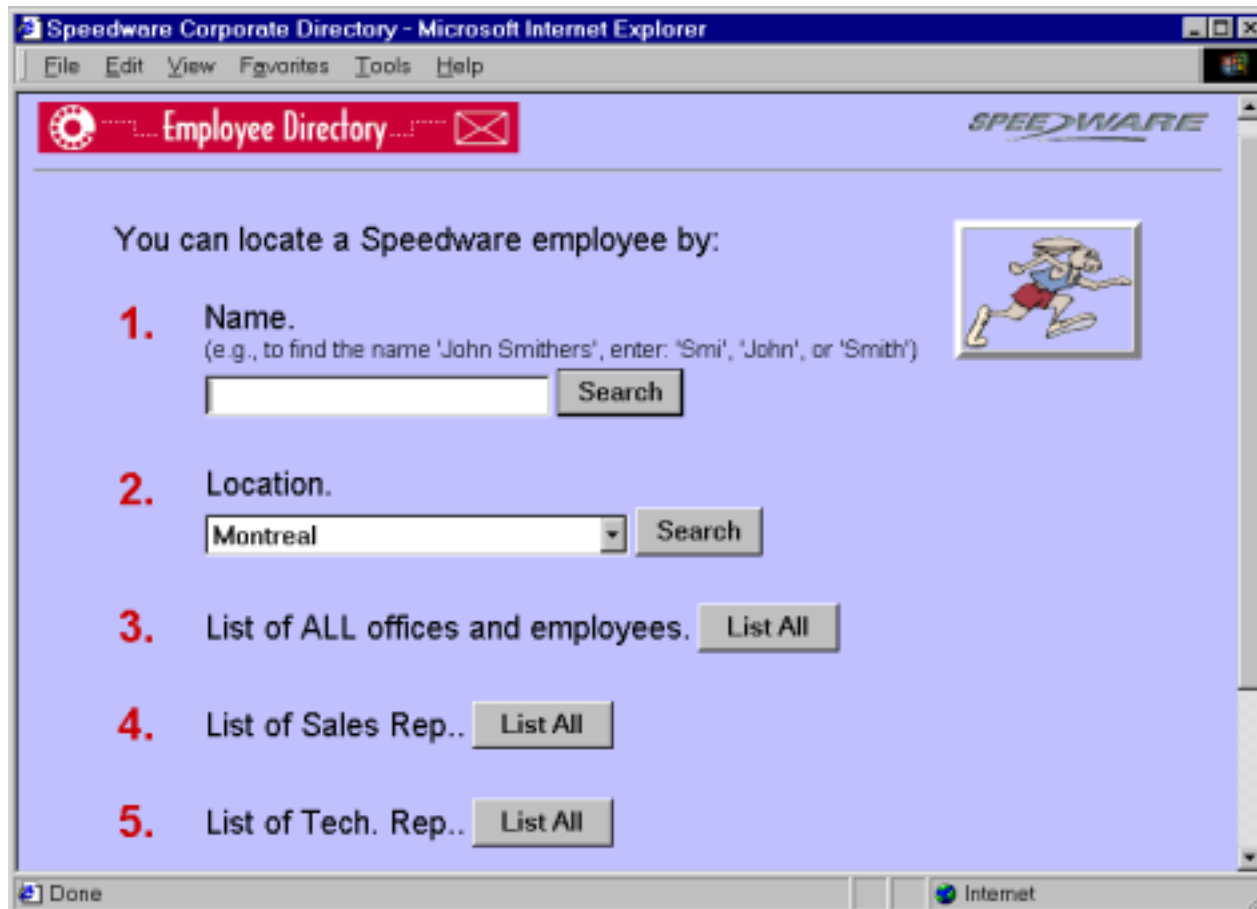 Speedware Corporate Directory - Microsoft Internet Explorer
File Edit View Favorites Tools Help
Employee Directory
SPEEDWARE
You can locate a Speedware employee by:
1. Name.
(e.g., to find the name 'John Smithers', enter: 'Smi', 'John', or 'Smith')
Search
2. Location.
Montreal Search
3. List of ALL offices and employees. List All
4. List of Sales Rep.. List All
5. List of Tech. Rep.. List All
Done Internet